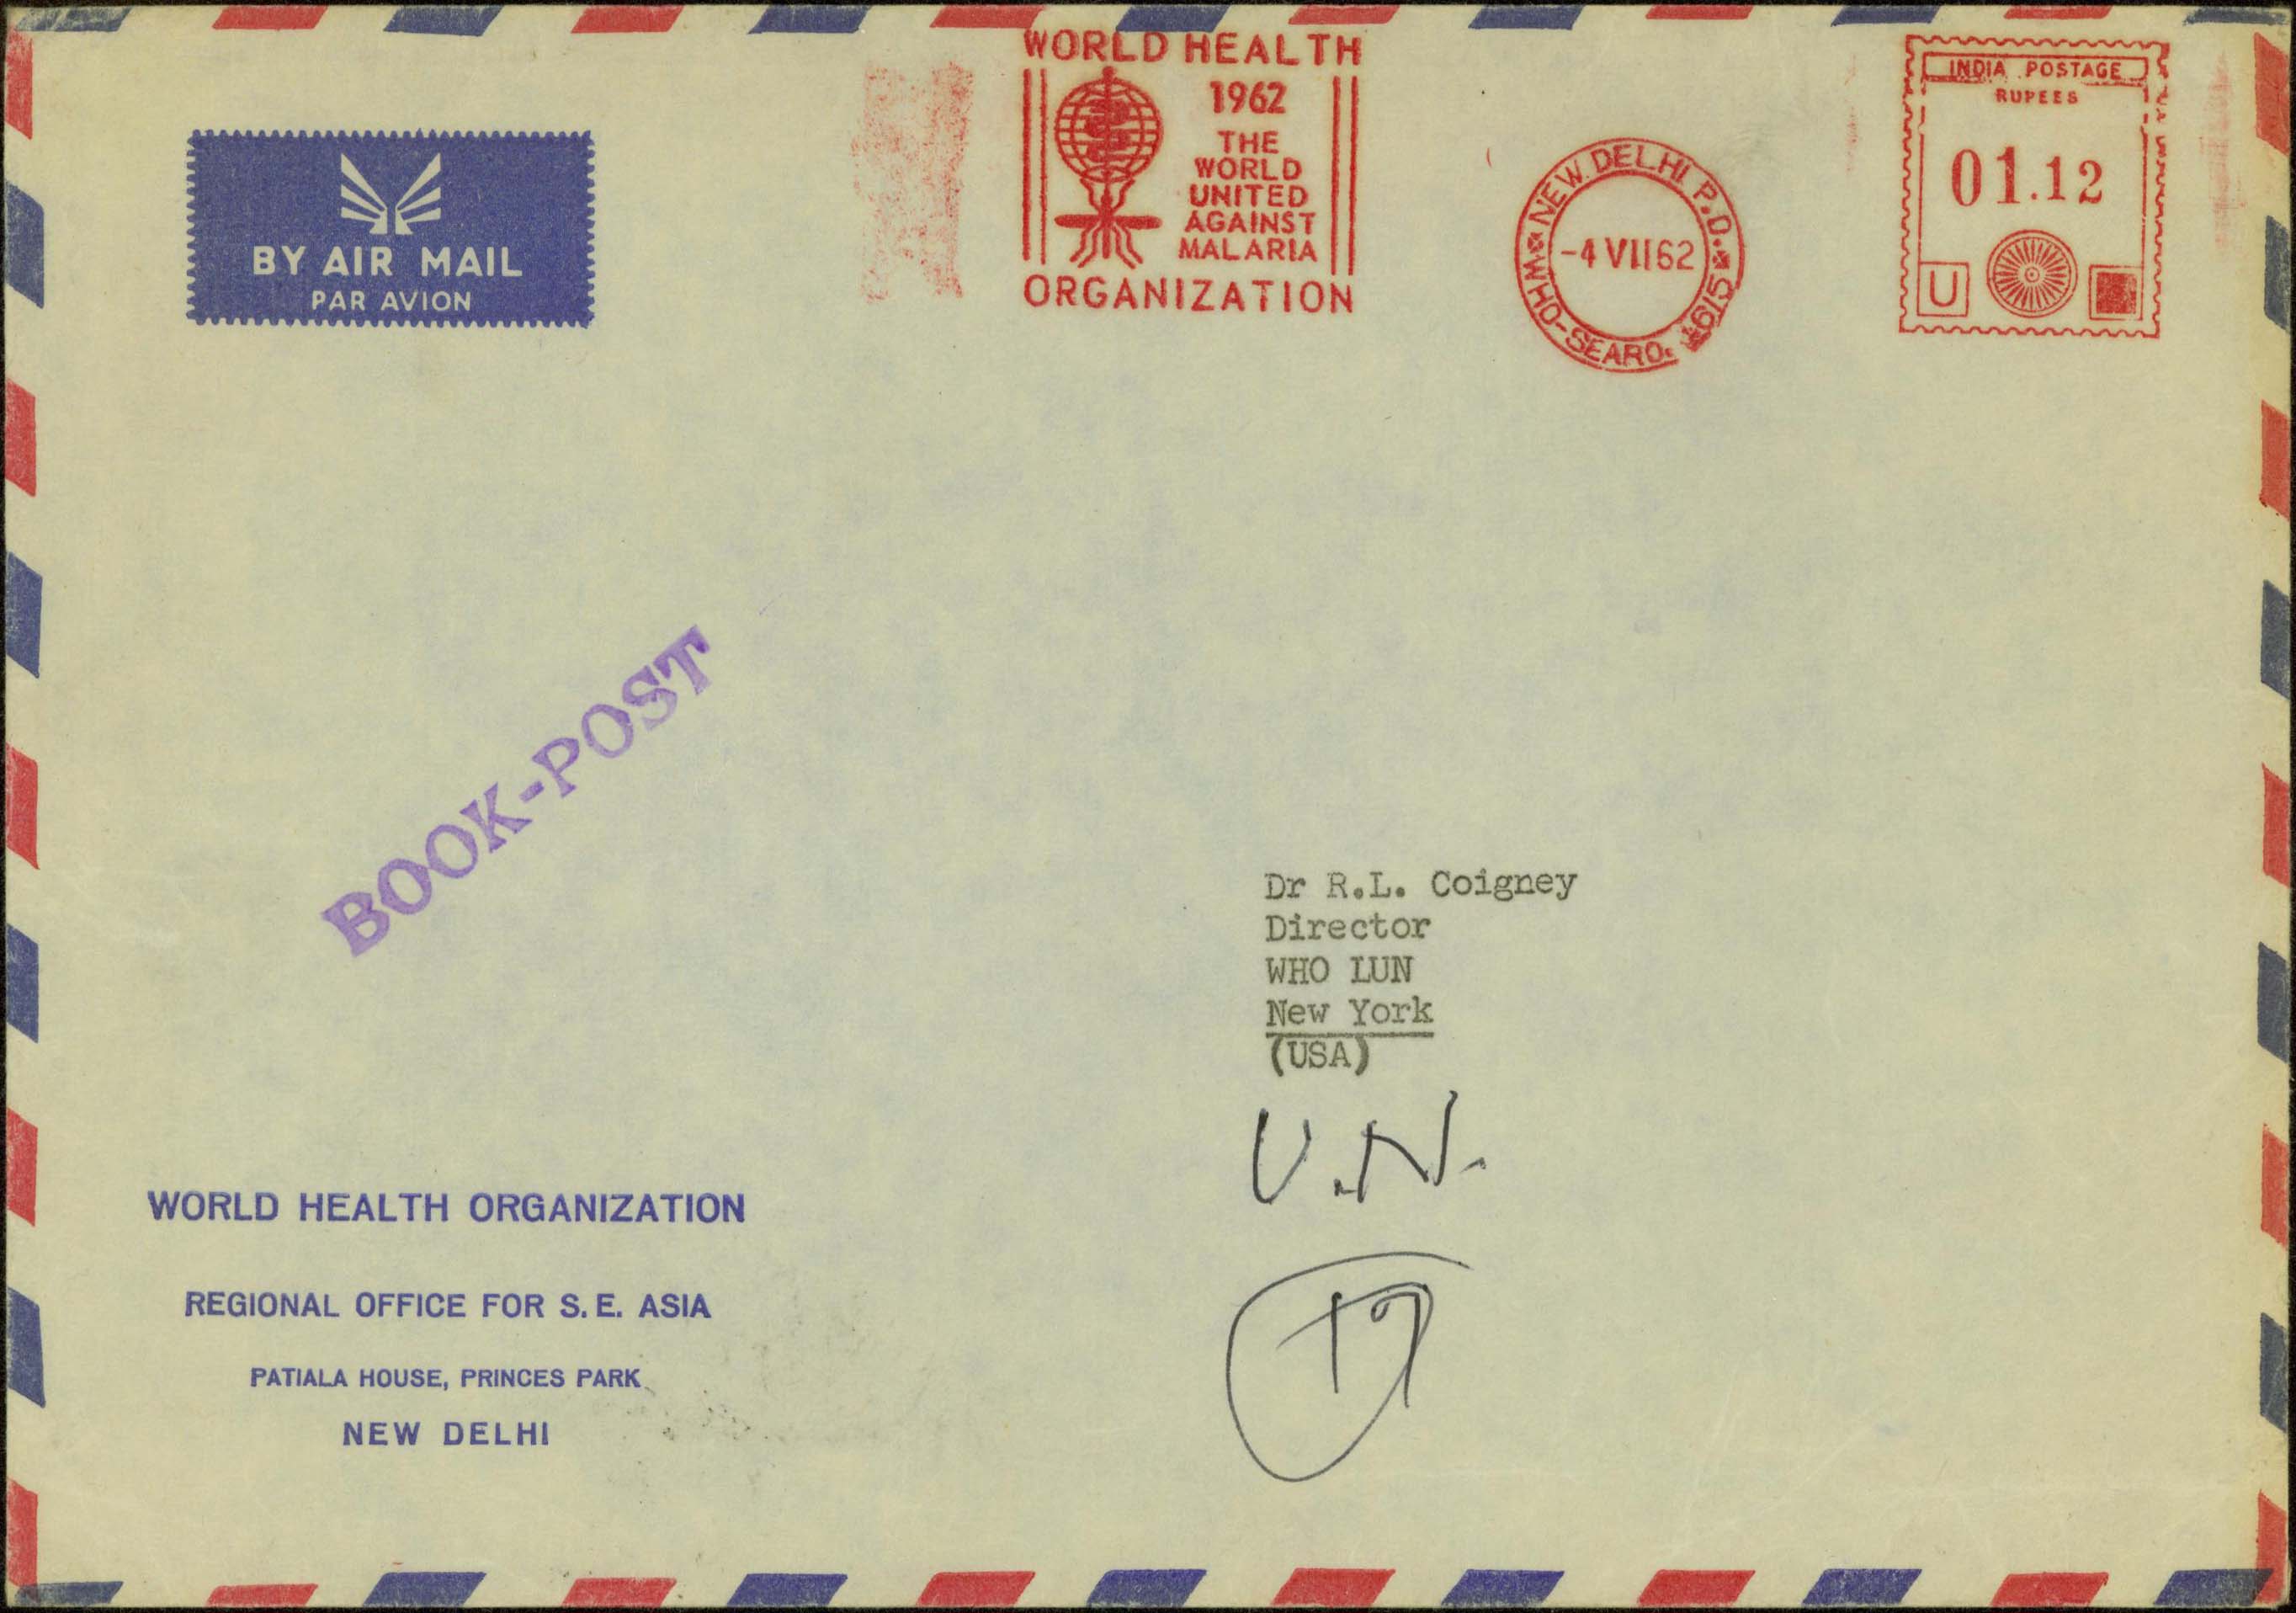 WORLD HEALTH
1962
THE
WORLD
UNITED
AGAINST
MALARIA
ORGANIZATION
NEW DELHI P.O.
-4 VII 62
WHO-SEARO.
INDIA POSTAGE
RUPEES
01.12
U
BY AIR MAIL
PAR AVION
BOOK-POST
Dr R.L. Coigney
Director
WHO LUN
New York
(USA)
U.N.
WORLD HEALTH ORGANIZATION
REGIONAL OFFICE FOR S. E. ASIA
PATIALA HOUSE, PRINCES PARK
NEW DELHI